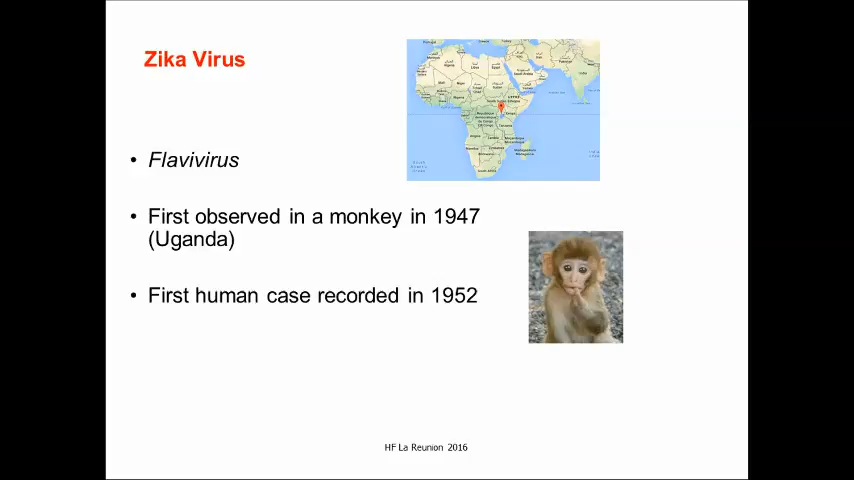 Zika Virus
• Flavivirus
• First observed in a monkey in 1947
(Uganda)
• First human case recorded in 1952
HF La Reunion 2016